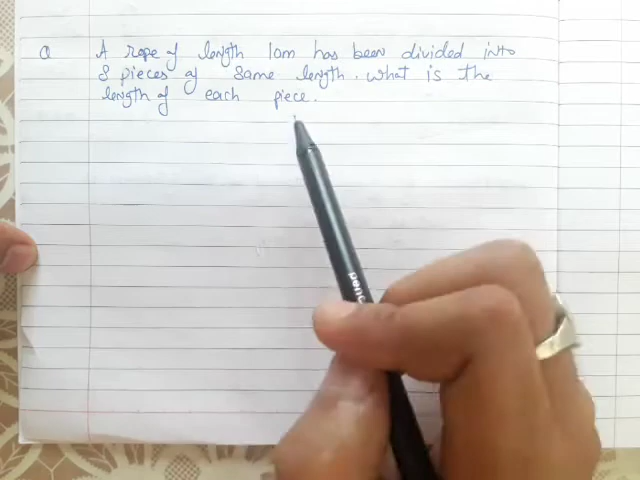 Q A rope of length 10m has been divided into
8 pieces of same length. what is the
length of each piece.